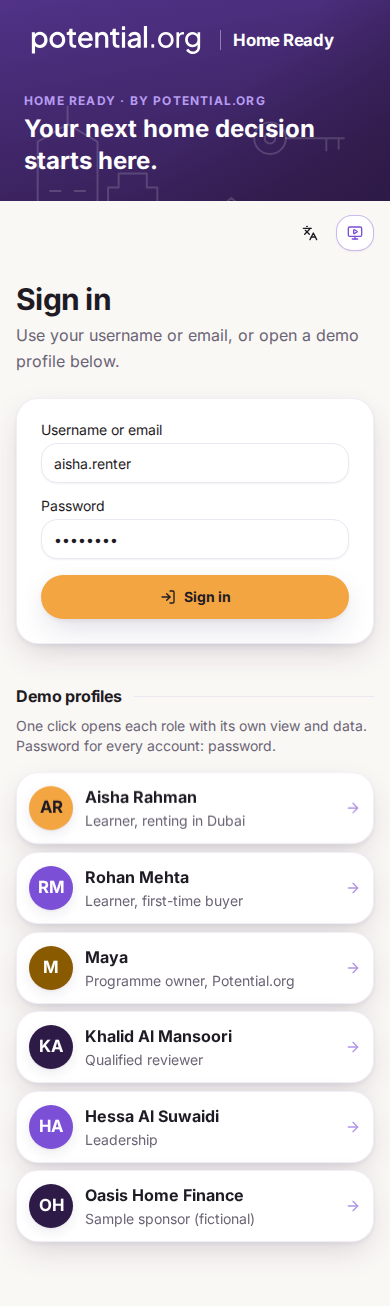 potential.org
Home Ready
HOME READY · BY POTENTIAL.ORG
Your next home decision
starts here.
Sign in
Use your username or email, or open a demo
profile below.
Username or email
aisha.renter
Password
••••••••
Sign in
Demo profiles
One click opens each role with its own view and data.
Password for every account: password.
AR
Aisha Rahman
Learner, renting in Dubai
RM
Rohan Mehta
Learner, first-time buyer
M
Maya
Programme owner, Potential.org
KA
Khalid Al Mansoori
Qualified reviewer
HA
Hessa Al Suwaidi
Leadership
OH
Oasis Home Finance
Sample sponsor (fictional)